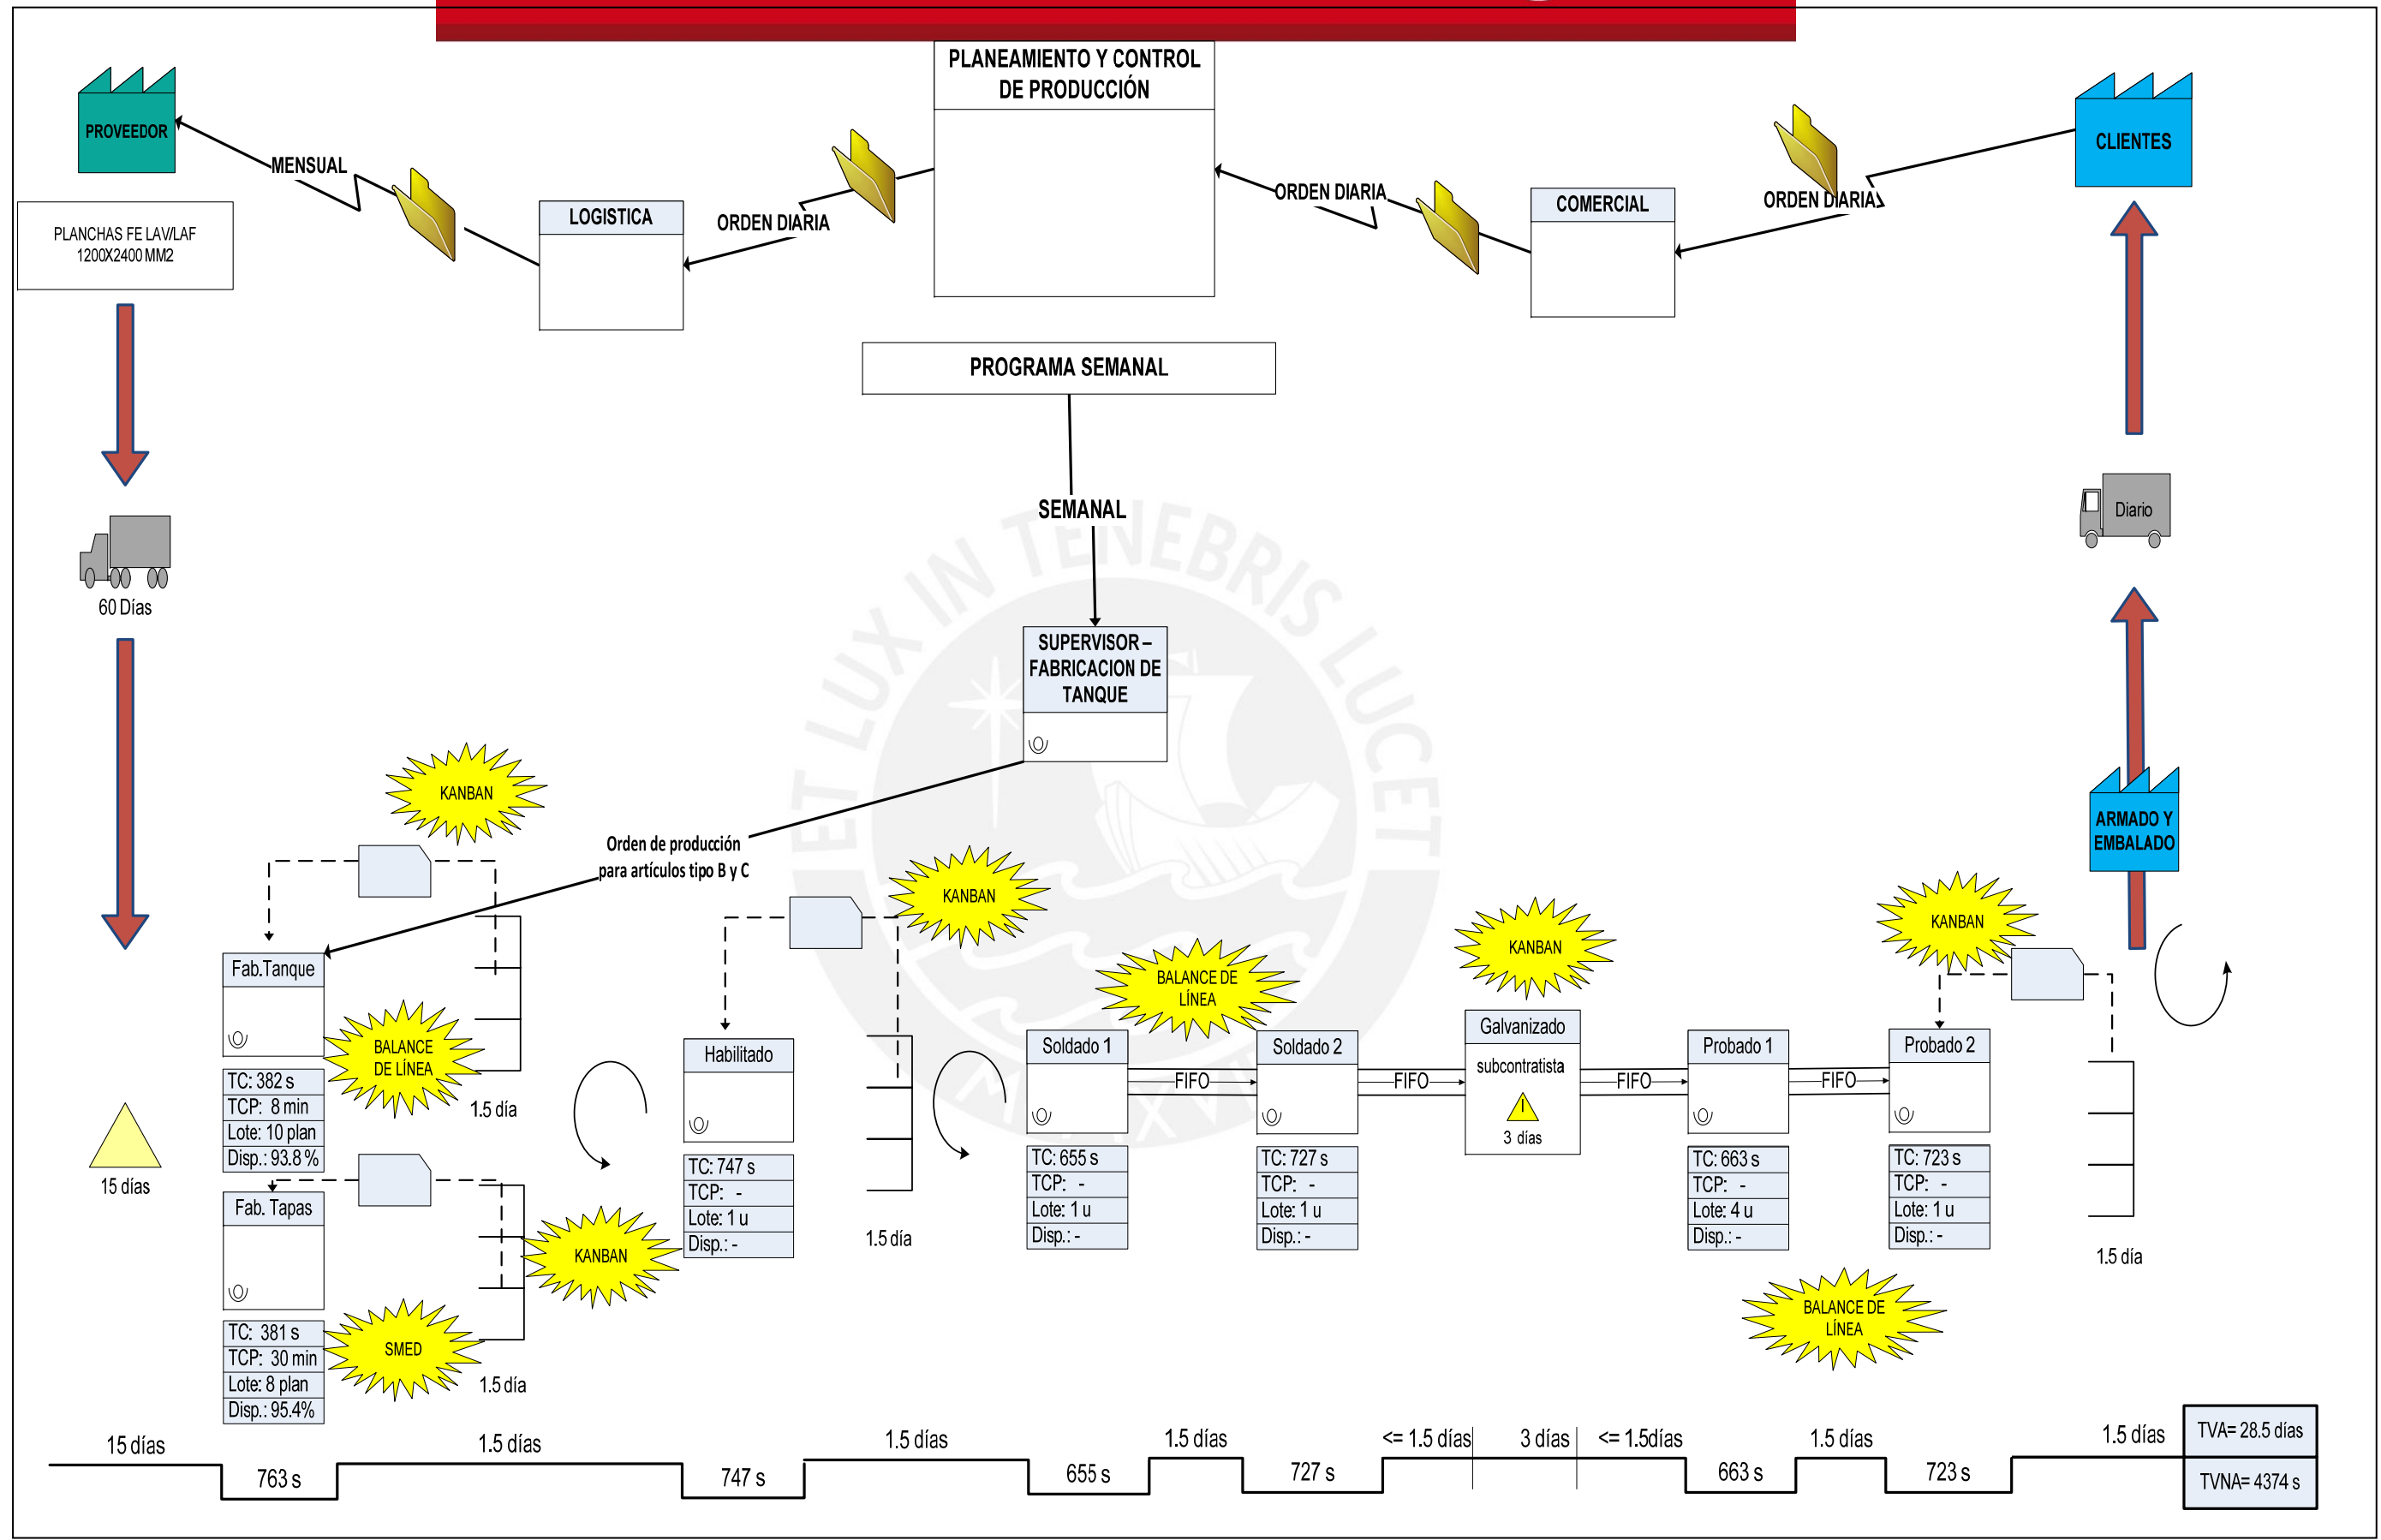 PLANEAMIENTO Y CONTROL
DE PRODUCCIÓN
PROVEEDOR
CLIENTES
MENSUAL
LOGISTICA
ORDEN DIARIA
ORDEN DIARIA
COMERCIAL
ORDEN DIARIA
PLANCHAS FE LAV/LAF
1200X2400 MM2
PROGRAMA SEMANAL
SEMANAL
60 Días
Diario
ET LUX IN TENEBRIS LUCET
SUPERVISOR –
FABRICACION DE
TANQUE
KANBAN
Orden de producción
para artículos tipo B y C
KANBAN
KANBAN
KANBAN
ARMADO Y
EMBALADO
Fab.Tanque
BALANCE
DE LÍNEA
TC: 382 s
TCP: 8 min
Lote: 10 plan
Disp.: 93.8 %
1.5 día
15 días
Fab. Tapas
KANBAN
SMED
TC: 381 s
TCP: 30 min
Lote: 8 plan
Disp.: 95.4%
1.5 día
Habilitado
TC: 747 s
TCP: -
Lote: 1 u
Disp.: -
1.5 día
BALANCE DE
LÍNEA
Soldado 1
TC: 655 s
TCP: -
Lote: 1 u
Disp.: -
FIFO
Soldado 2
TC: 727 s
TCP: -
Lote: 1 u
Disp.: -
FIFO
Galvanizado
subcontratista
I
3 días
FIFO
Probado 1
TC: 663 s
TCP: -
Lote: 4 u
Disp.: -
FIFO
Probado 2
TC: 723 s
TCP: -
Lote: 1 u
Disp.: -
1.5 día
BALANCE DE
LÍNEA
15 días
763 s
1.5 días
747 s
1.5 días
655 s
1.5 días
727 s
<= 1.5 días
3 días
<= 1.5días
663 s
1.5 días
723 s
1.5 días
TVA= 28.5 días
TVNA= 4374 s